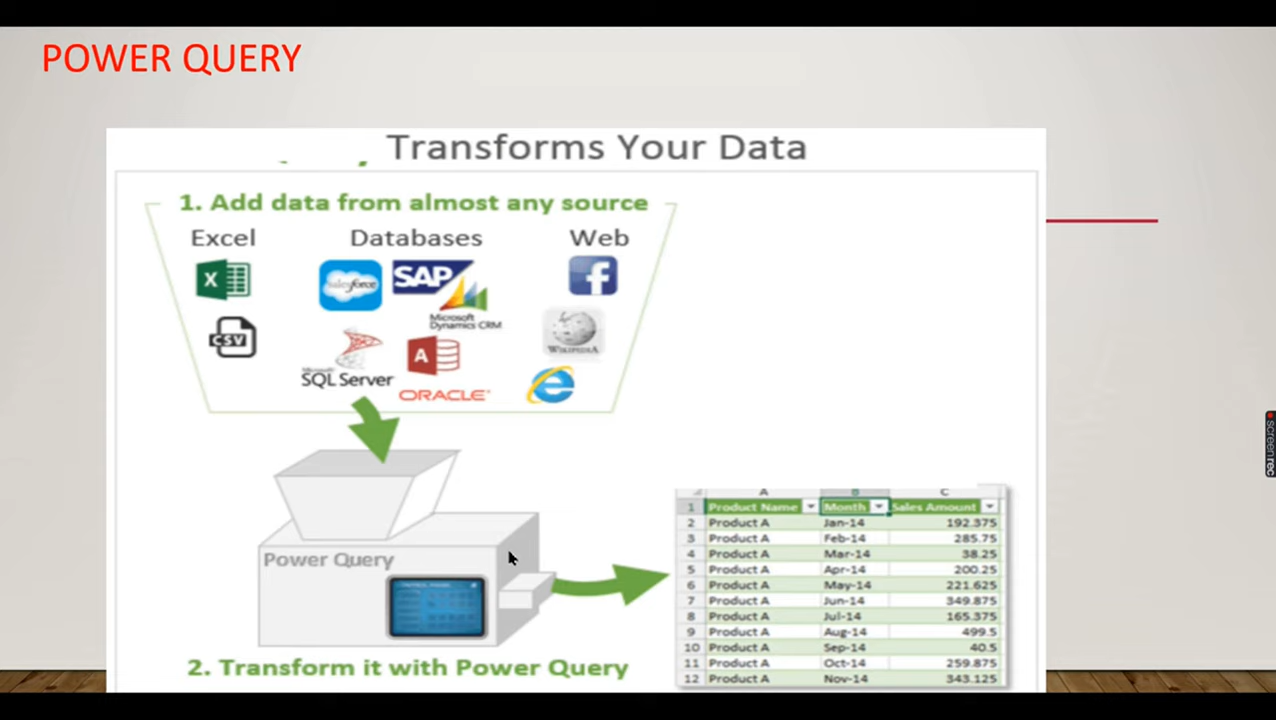 POWER QUERY
Transforms Your Data
1. Add data from almost any source
Excel Databases Web
salesforce SAP
Microsoft
Dynamics CRM
CSV
WIKIPEDIA
Microsoft
SQL Server
A
ORACLE
Power Query
2. Transform it with Power Query
A B C
1 Product Name Month Sales Amount
2 Product A Jan-14 192.375
3 Product A Feb-14 285.75
4 Product A Mar-14 38.25
5 Product A Apr-14 200.25
6 Product A May-14 221.625
7 Product A Jun-14 349.875
8 Product A Jul-14 165.375
9 Product A Aug-14 499.5
10 Product A Sep-14 40.5
11 Product A Oct-14 259.875
12 Product A Nov-14 343.125
screenrec